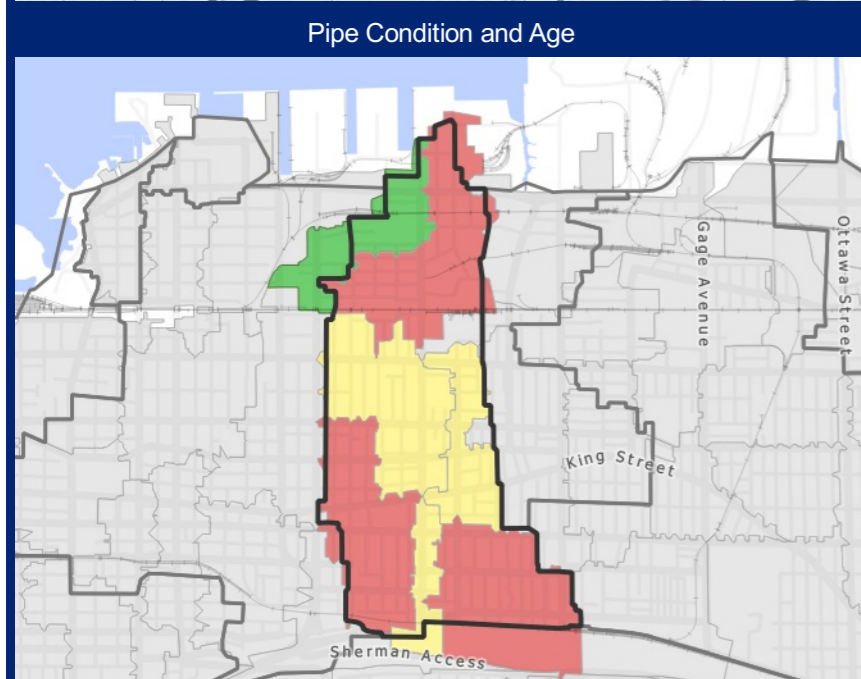 Pipe Condition and Age
Gage Avenue
Ottawa Street
King Street
Sherman Access